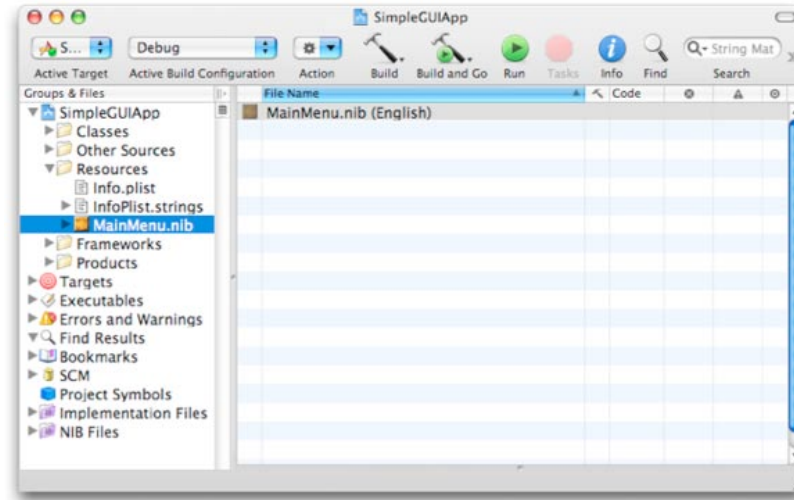 SimpleGUIApp
S... Debug String Mat
Active Target Active Build Configuration Action Build Build and Go Run Tasks Info Find Search
Groups & Files File Name Code
SimpleGUIApp MainMenu.nib (English)
Classes
Other Sources
Resources
Info.plist
InfoPlist.strings
MainMenu.nib
Frameworks
Products
Targets
Executables
Errors and Warnings
Find Results
Bookmarks
SCM
Project Symbols
Implementation Files
NIB Files